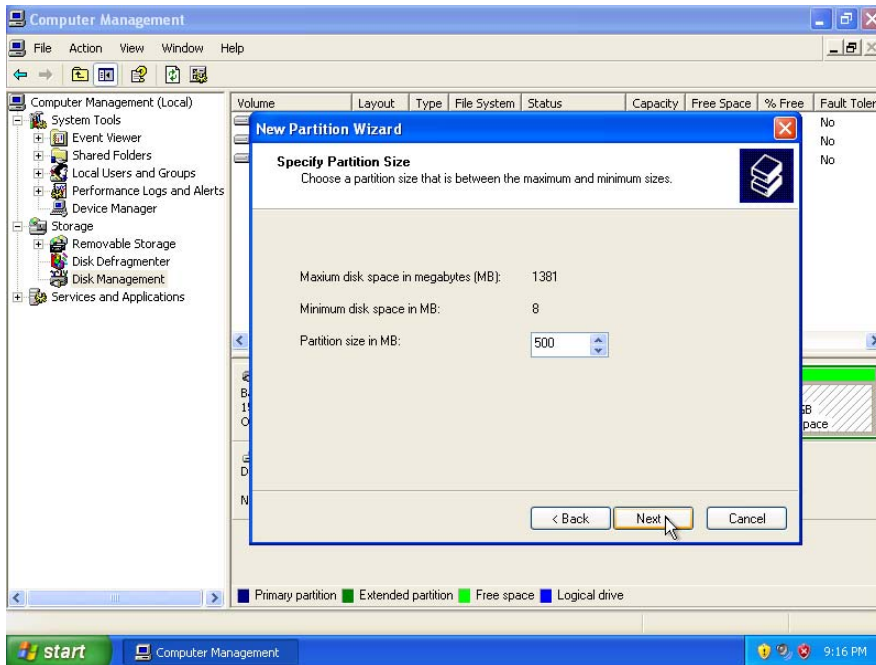 Computer Management
File Action View Window Help
Computer Management (Local)
System Tools
Event Viewer
Shared Folders
Local Users and Groups
Performance Logs and Alerts
Device Manager
Storage
Removable Storage
Disk Defragmenter
Disk Management
Services and Applications
Volume Layout Type File System Status Capacity Free Space % Free Fault Toler
No
No
No
New Partition Wizard
Specify Partition Size
Choose a partition size that is between the maximum and minimum sizes.
Maxium disk space in megabytes (MB): 1381
Minimum disk space in MB: 8
Partition size in MB: 500
< Back Next Cancel
Primary partition Extended partition Free space Logical drive
start Computer Management 9:16 PM